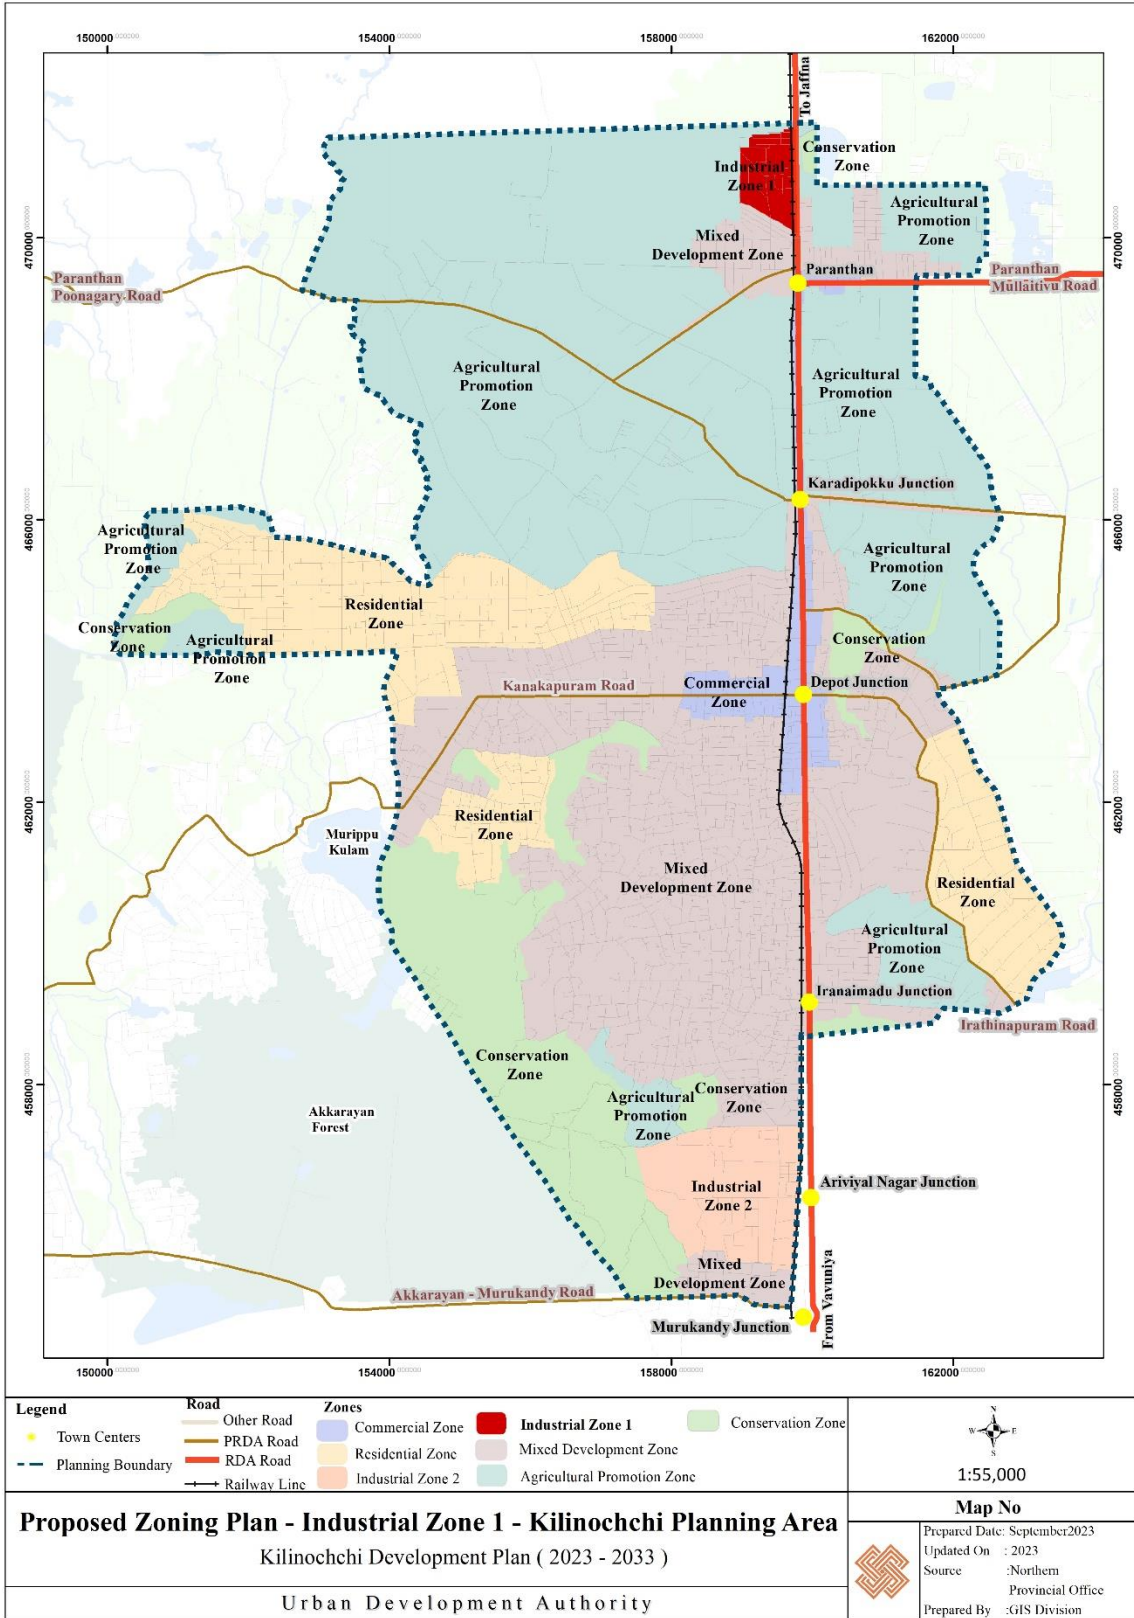 150000
154000
158000
162000
To Jaffna
Conservation
Zone
Industrial
Zone 1
Agricultural
Promotion
Zone
470000
470000
Mixed
Development Zone
Paranthan
Paranthan
Poonagary Road
Paranthan
Mullaitivu Road
Agricultural
Promotion
Zone
Agricultural
Promotion
Zone
Karadipokku Junction
466000
466000
Agricultural
Promotion
Zone
Agricultural
Promotion
Zone
Residential
Zone
Conservation
Zone
Agricultural
Promotion
Zone
Conservation
Zone
Kanakapuram Road
Commercial
Zone
Depot Junction
462000
462000
Murippu
Kulam
Residential
Zone
Mixed
Development Zone
Residential
Zone
Agricultural
Promotion
Zone
Iranaimadu Junction
Irathinapuram Road
458000
458000
Conservation
Zone
Agricultural
Promotion
Zone
Conservation
Zone
Akkarayan
Forest
Industrial
Zone 2
Ariviyal Nagar Junction
Mixed
Development Zone
Akkarayan - Murukandy Road
Murukandy Junction
From Vavuniya
150000
154000
158000
162000
Legend
Town Centers
Planning Boundary
Road
Other Road
PRDA Road
RDA Road
Railway Line
Zones
Commercial Zone
Residential Zone
Industrial Zone 2
Industrial Zone 1
Mixed Development Zone
Agricultural Promotion Zone
Conservation Zone
N
W E
S
1:55,000
Proposed Zoning Plan - Industrial Zone 1 - Kilinochchi Planning Area
Kilinochchi Development Plan ( 2023 - 2033 )
Urban Development Authority
Map No
Prepared Date: September2023
Updated On : 2023
Source :Northern
Provincial Office
Prepared By :GIS Division